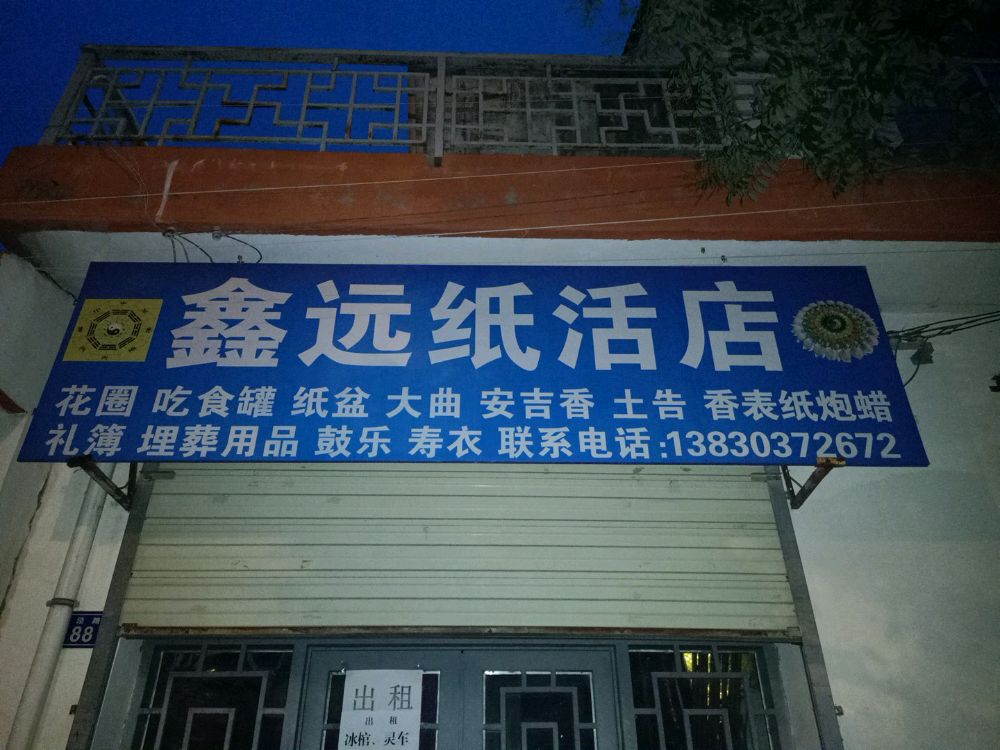 鑫远纸活店
花圈 吃食罐 纸盆 大曲 安吉香 土告 香表纸炮蜡
礼簿 埋葬用品 鼓乐 寿衣 联系电话:13830372672
88
出 租
出 租
冰棺、灵车